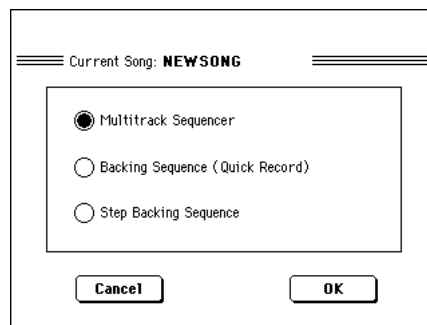 Current Song: NEWSONG
Multitrack Sequencer
Backing Sequence (Quick Record)
Step Backing Sequence
Cancel OK